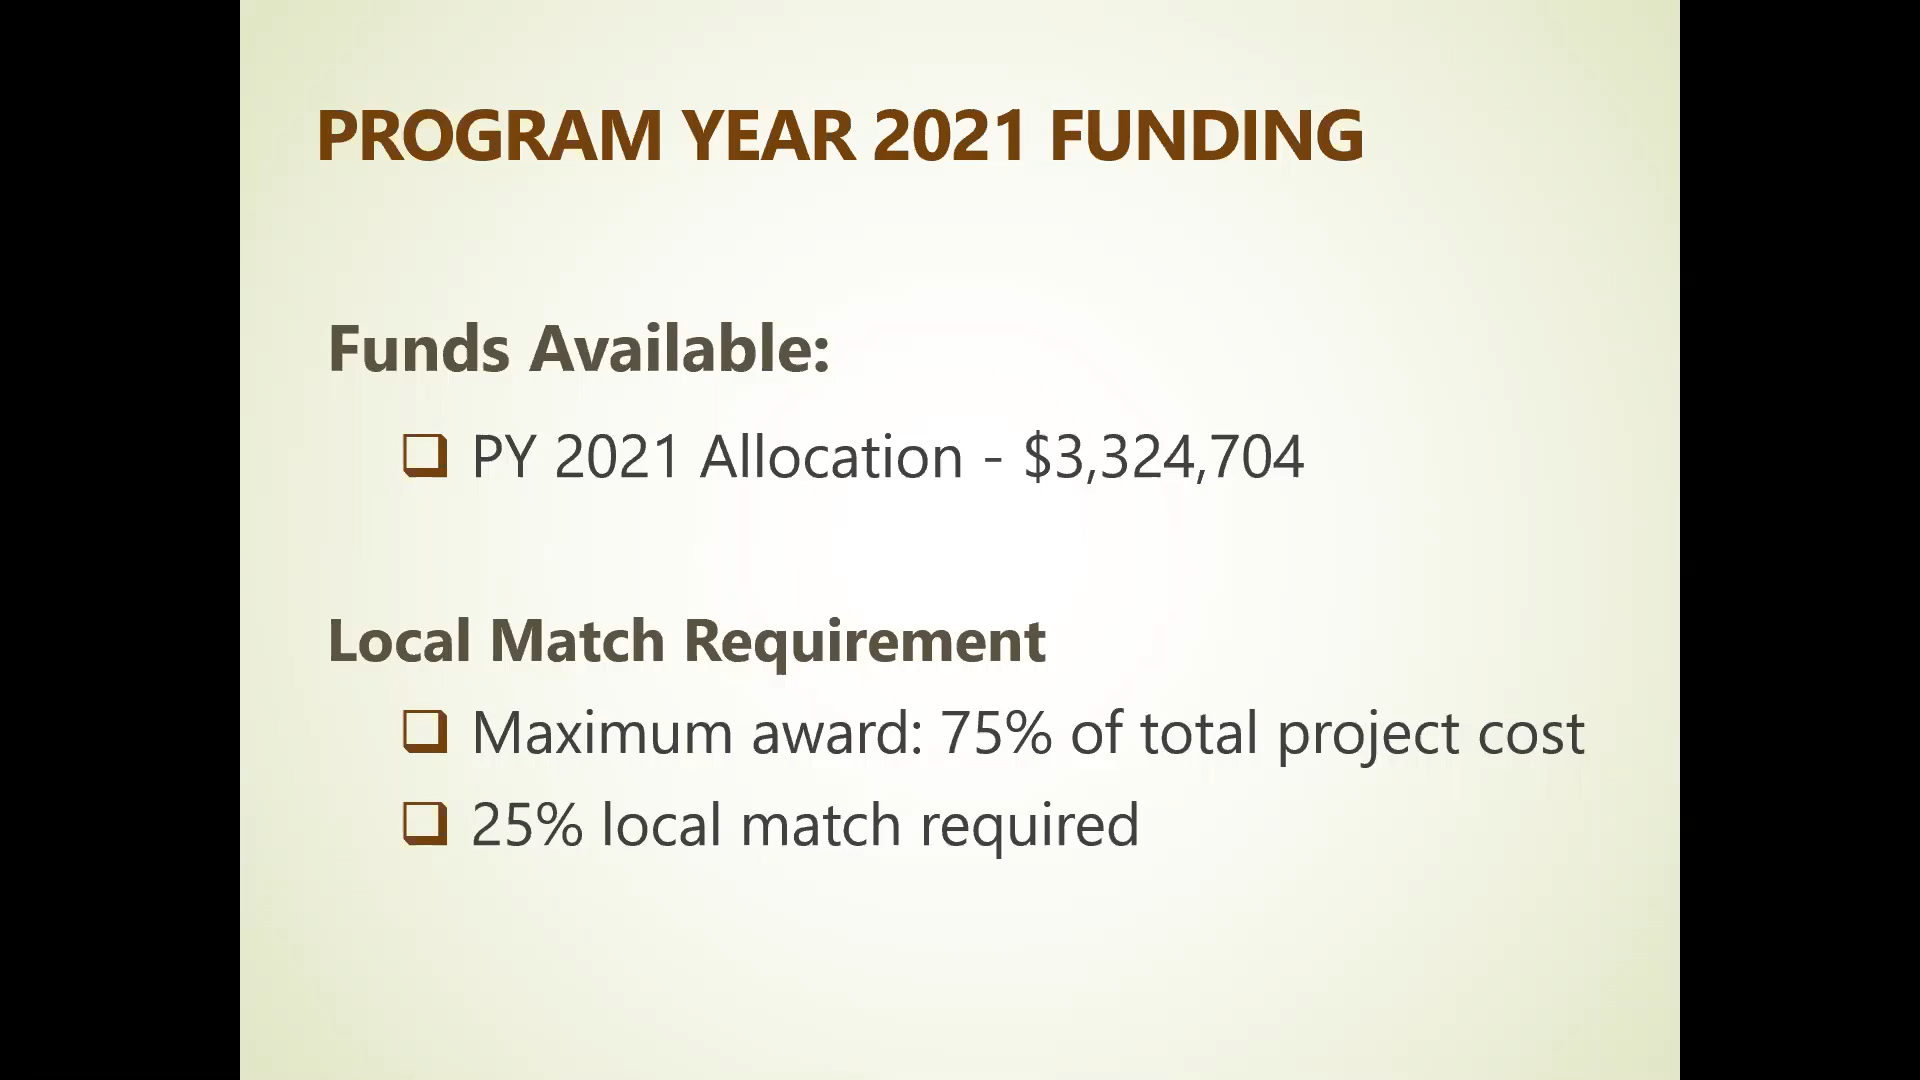 PROGRAM YEAR 2021 FUNDING
Funds Available:
PY 2021 Allocation - $3,324,704
Local Match Requirement
Maximum award: 75% of total project cost
25% local match required